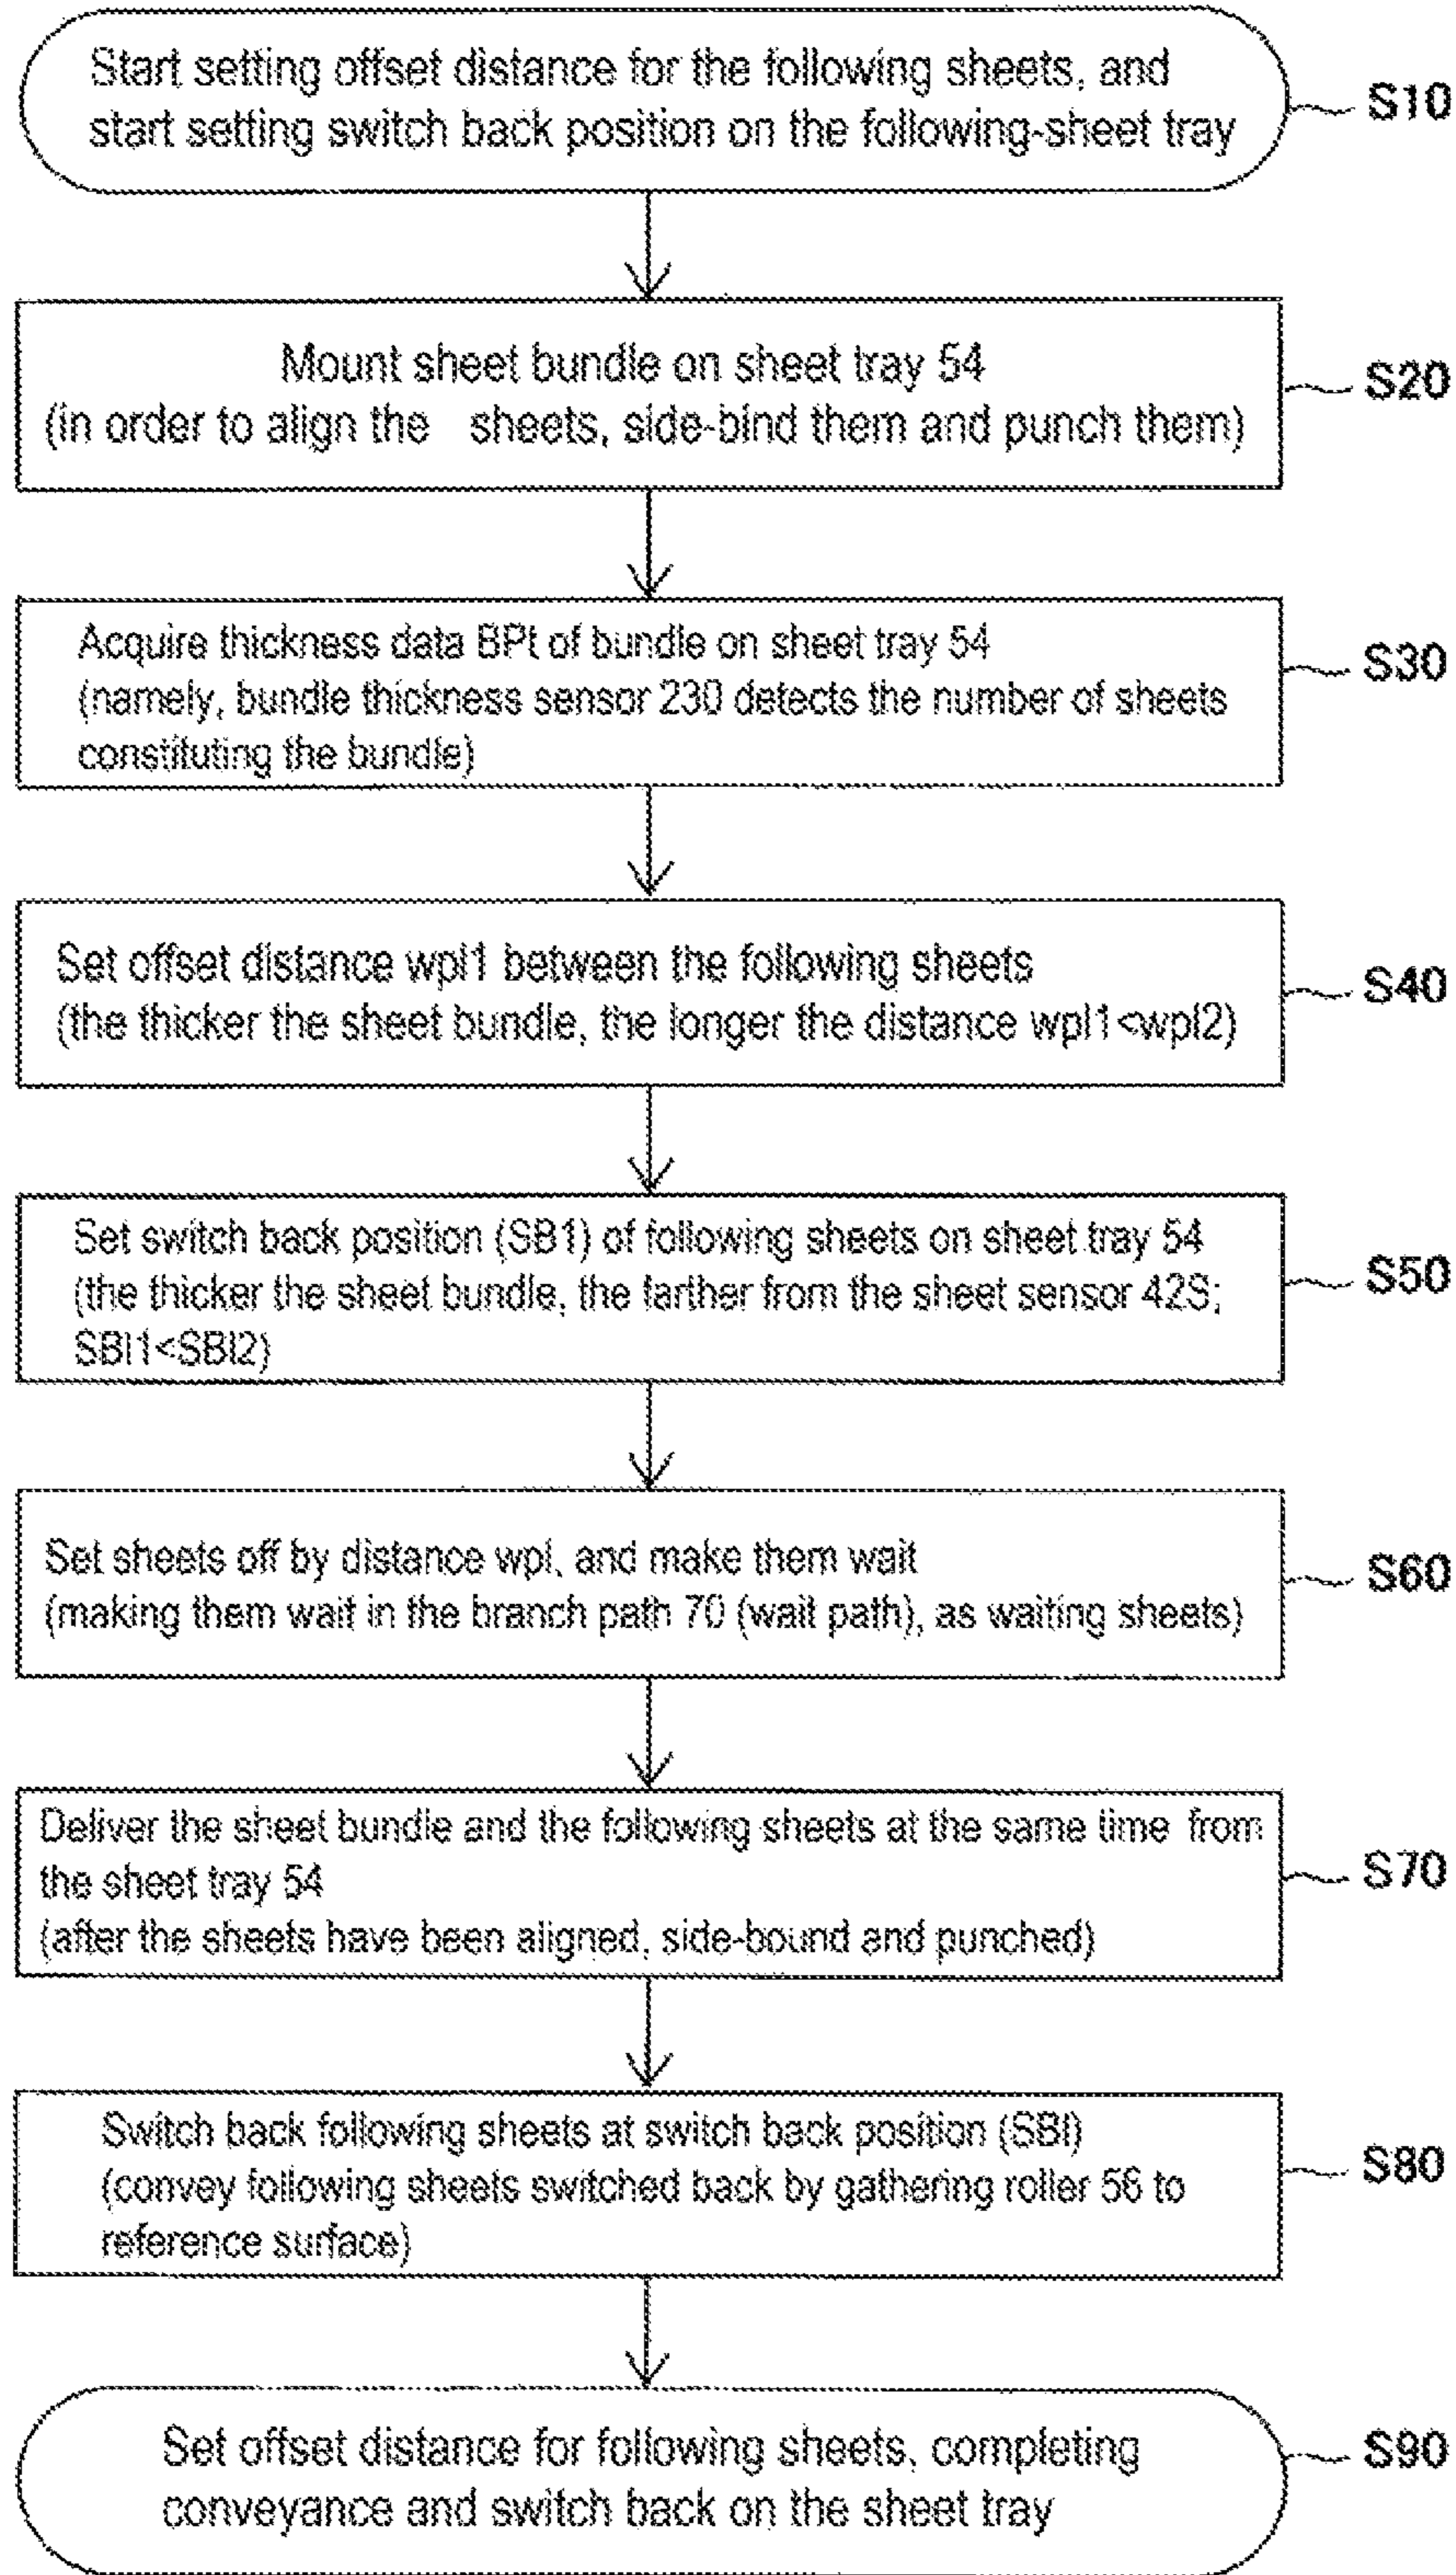 Start setting offset distance for the following sheets, and
start setting switch back position on the following-sheet tray
S10
Mount sheet bundle on sheet tray 54
(in order to align the sheets, side-bind them and punch them)
S20
Acquire thickness data BPt of bundle on sheet tray 54
(namely, bundle thickness sensor 230 detects the number of sheets
constituting the bundle)
S30
Set offset distance wpl1 between the following sheets
(the thicker the sheet bundle, the longer the distance wpl1<wpl2)
S40
Set switch back position (SB1) of following sheets on sheet tray 54
(the thicker the sheet bundle, the farther from the sheet sensor 42S;
SBl1<SBl2)
S50
Set sheets off by distance wpl, and make them wait
(making them wait in the branch path 70 (wait path), as waiting sheets)
S60
Deliver the sheet bundle and the following sheets at the same time from
the sheet tray 54
(after the sheets have been aligned, side-bound and punched)
S70
Switch back following sheets at switch back position (SBl)
(convey following sheets switched back by gathering roller 56 to
reference surface)
S80
Set offset distance for following sheets, completing
conveyance and switch back on the sheet tray
S90